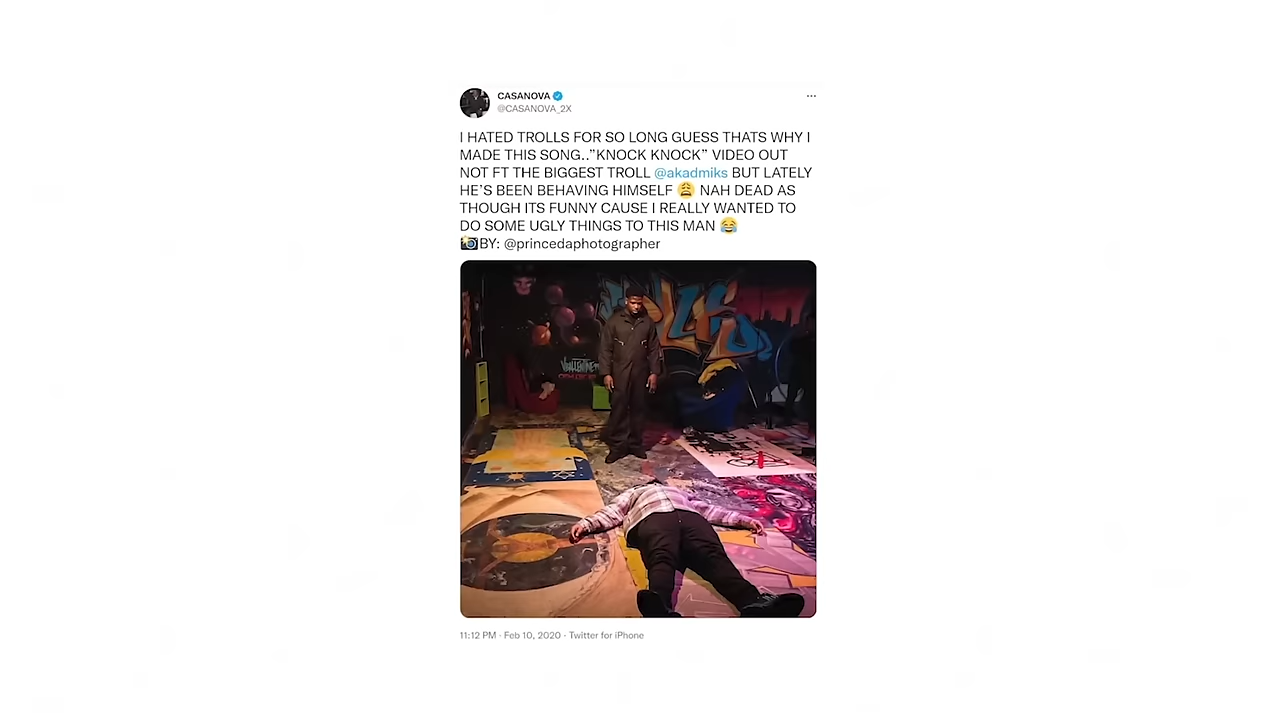 CASANOVA
@CASANOVA_2X
I HATED TROLLS FOR SO LONG GUESS THATS WHY I
MADE THIS SONG..”KNOCK KNOCK” VIDEO OUT
NOT FT THE BIGGEST TROLL @akadmiks BUT LATELY
HE’S BEEN BEHAVING HIMSELF 😩 NAH DEAD AS
THOUGH ITS FUNNY CAUSE I REALLY WANTED TO
DO SOME UGLY THINGS TO THIS MAN 😂
📸BY: @princedaphotographer
11:12 PM · Feb 10, 2020 · Twitter for iPhone